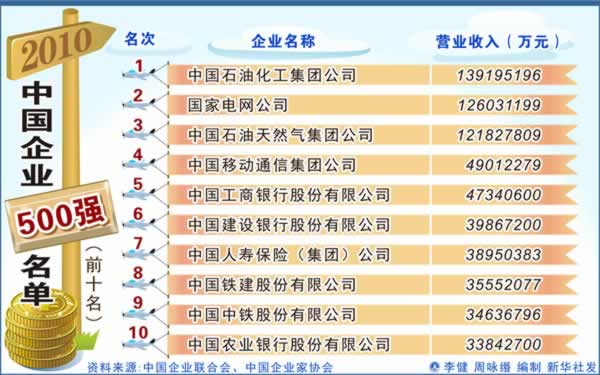 2010
中国企业
500强
名单
（前十名）
名次 企业名称 营业收入（万元）
1 中国石油化工集团公司 139195196
2 国家电网公司 126031199
3 中国石油天然气集团公司 121827809
4 中国移动通信集团公司 49012279
5 中国工商银行股份有限公司 47340600
6 中国建设银行股份有限公司 39867200
7 中国人寿保险（集团）公司 38950383
8 中国铁建股份有限公司 35552077
9 中国中铁股份有限公司 34636796
10 中国农业银行股份有限公司 33842700
资料来源:中国企业联合会、中国企业家协会
李健 周咏缗 编制 新华社发